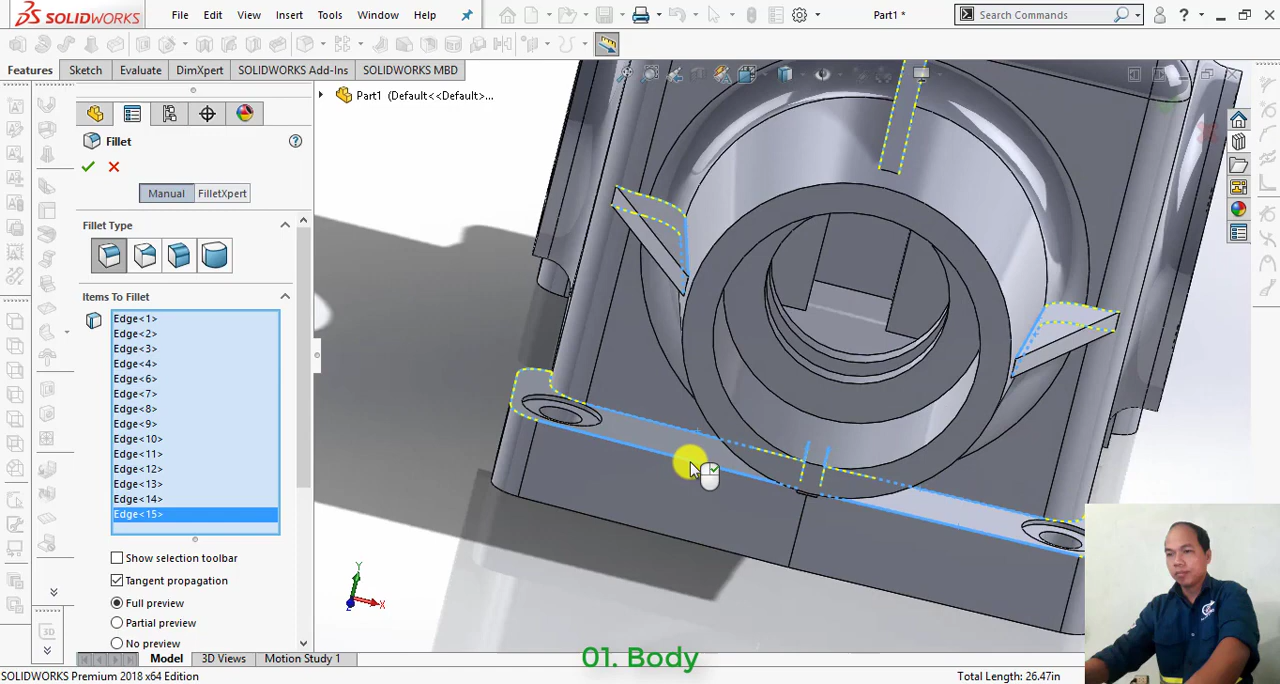 SOLIDWORKS
File Edit View Insert Tools Window Help
Part1 *
Search Commands
Features Sketch Evaluate DimXpert SOLIDWORKS Add-Ins SOLIDWORKS MBD
Part1 (Default<<Default>...
Fillet
Manual FilletXpert
Fillet Type
Items To Fillet
Edge<1>
Edge<2>
Edge<3>
Edge<4>
Edge<6>
Edge<7>
Edge<8>
Edge<9>
Edge<10>
Edge<11>
Edge<12>
Edge<13>
Edge<14>
Edge<15>
Show selection toolbar
Tangent propagation
Full preview
Partial preview
No preview
3D
Y
X
Z
Model 3D Views Motion Study 1
01. Body
SOLIDWORKS Premium 2018 x64 Edition
Total Length: 26.47in